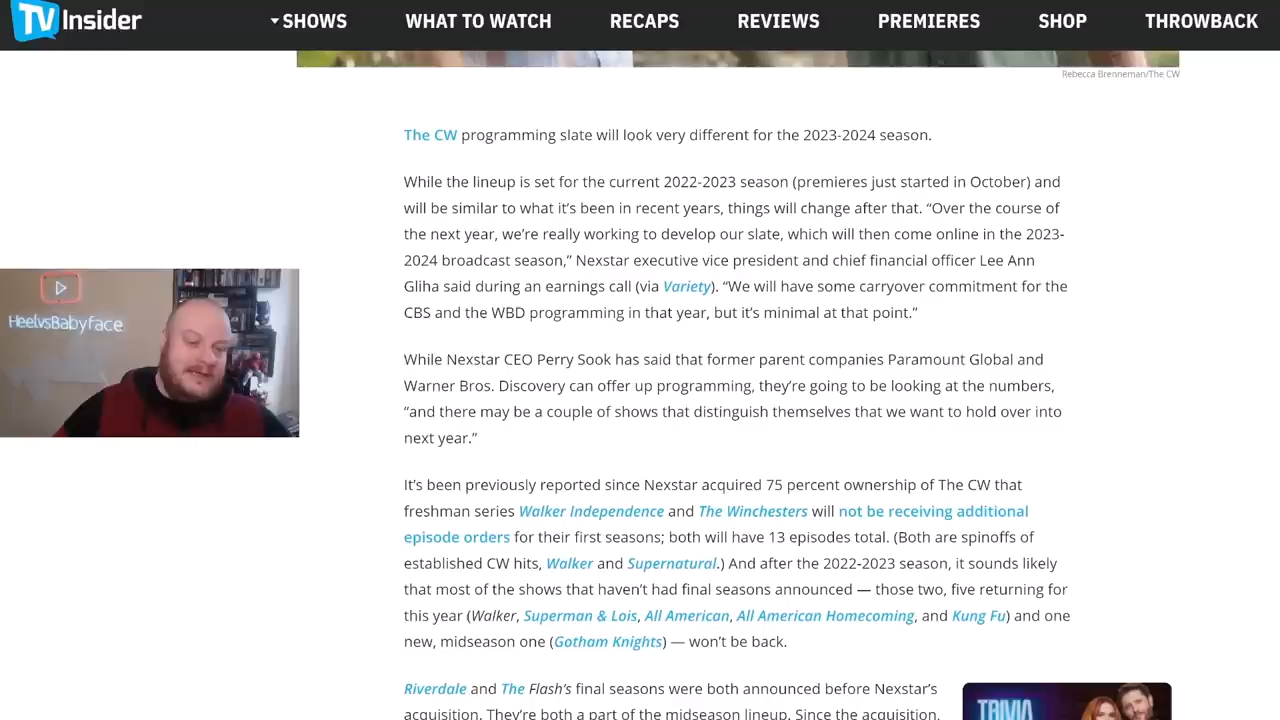 TV Insider
SHOWS
WHAT TO WATCH
RECAPS
REVIEWS
PREMIERES
SHOP
THROWBACK
Rebecca Brenneman/The CW
The CW programming slate will look very different for the 2023-2024 season.
While the lineup is set for the current 2022-2023 season (premieres just started in October) and
will be similar to what it’s been in recent years, things will change after that. “Over the course of
the next year, we’re really working to develop our slate, which will then come online in the 2023-
2024 broadcast season,” Nexstar executive vice president and chief financial officer Lee Ann
Gliha said during an earnings call (via Variety). “We will have some carryover commitment for the
CBS and the WBD programming in that year, but it’s minimal at that point.”
HeelvsBabyface
While Nexstar CEO Perry Sook has said that former parent companies Paramount Global and
Warner Bros. Discovery can offer up programming, they’re going to be looking at the numbers,
“and there may be a couple of shows that distinguish themselves that we want to hold over into
next year.”
It’s been previously reported since Nexstar acquired 75 percent ownership of The CW that
freshman series Walker Independence and The Winchesters will not be receiving additional
episode orders for their first seasons; both will have 13 episodes total. (Both are spinoffs of
established CW hits, Walker and Supernatural.) And after the 2022-2023 season, it sounds likely
that most of the shows that haven’t had final seasons announced — those two, five returning for
this year (Walker, Superman & Lois, All American, All American Homecoming, and Kung Fu) and one
new, midseason one (Gotham Knights) — won’t be back.
Riverdale and The Flash’s final seasons were both announced before Nexstar’s
acquisition. They’re both a part of the midseason lineup. Since the acquisition,
TRIVIA